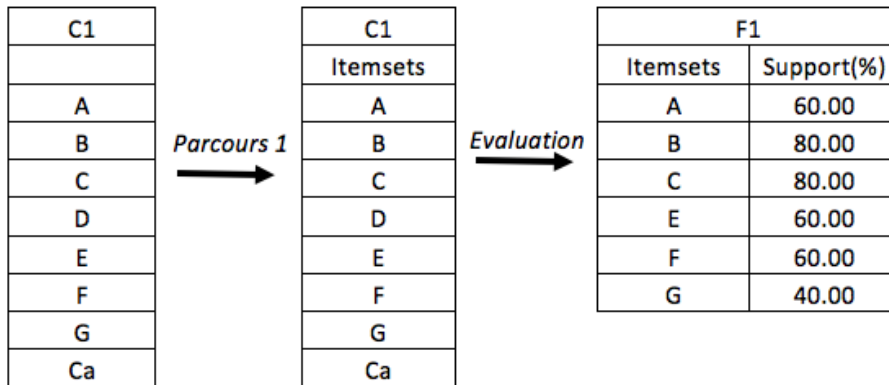 C1
A
B
C
D
E
F
G
Ca
Parcours 1
C1
Itemsets
A
B
C
D
E
F
G
Ca
Evaluation
F1
Itemsets Support(%)
A 60.00
B 80.00
C 80.00
E 60.00
F 60.00
G 40.00